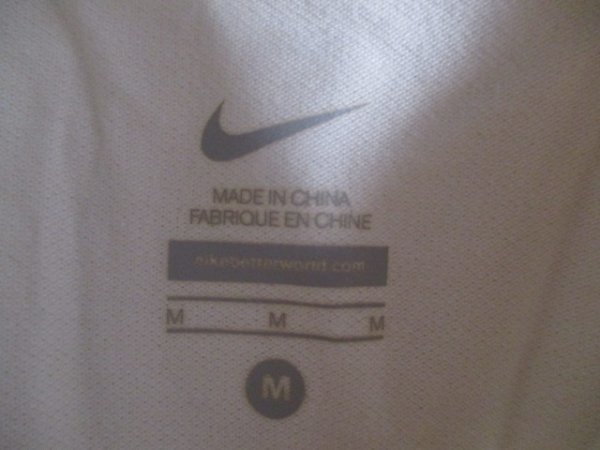 MADE IN CHINA
FABRIQUE EN CHINE
nikebetterworld.com
M M M
M